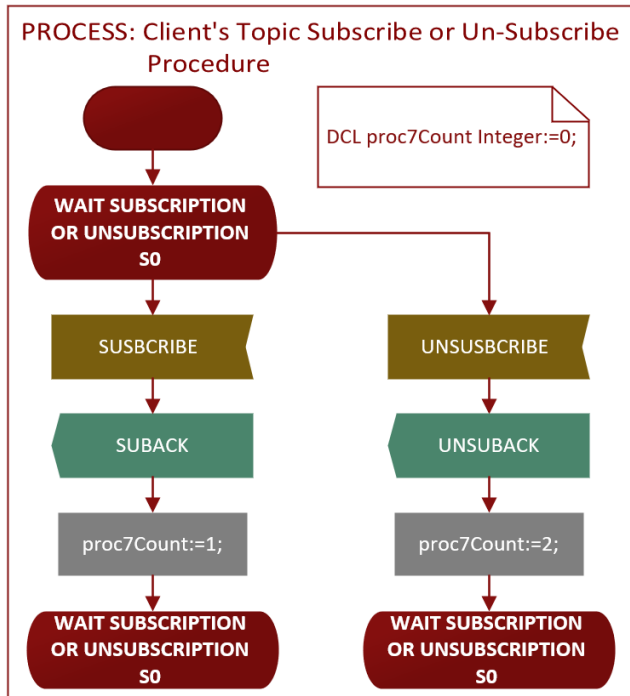 PROCESS: Client's Topic Subscribe or Un-Subscribe
Procedure
DCL proc7Count Integer:=0;
WAIT SUBSCRIPTION
OR UNSUBSCRIPTION
S0
SUSBCRIBE
UNSUSBCRIBE
SUBACK
UNSUBACK
proc7Count:=1;
proc7Count:=2;
WAIT SUBSCRIPTION
OR UNSUBSCRIPTION
S0
WAIT SUBSCRIPTION
OR UNSUBSCRIPTION
S0